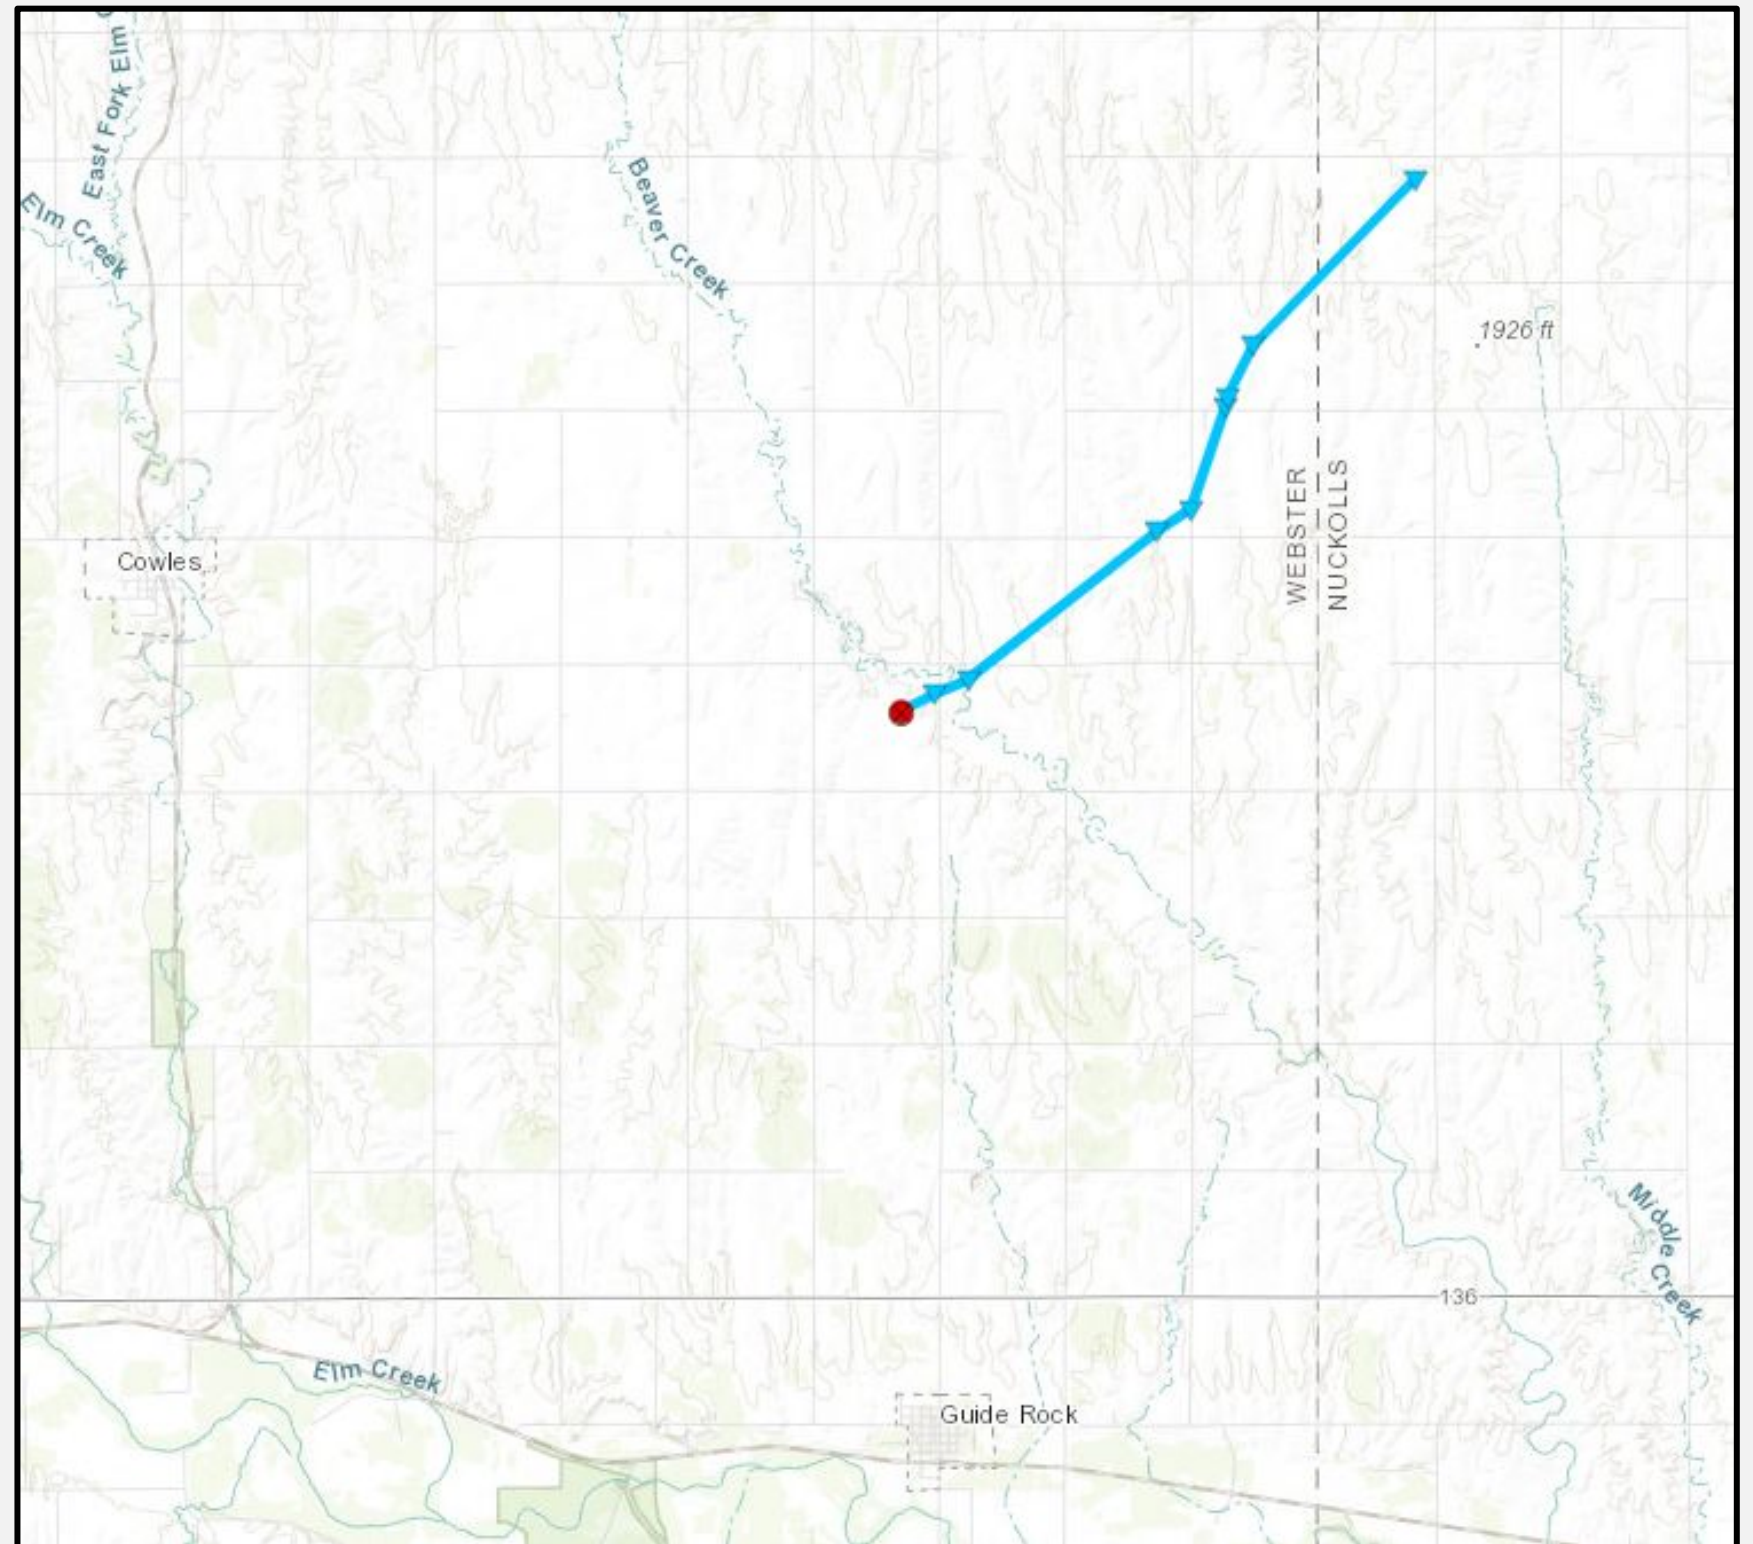 East Fork Elm
Elm Creek
Beaver Creek
1926 ft
WEBSTER
NUCKOLLS
Cowles
Middle Creek
136
Elm Creek
Guide Rock